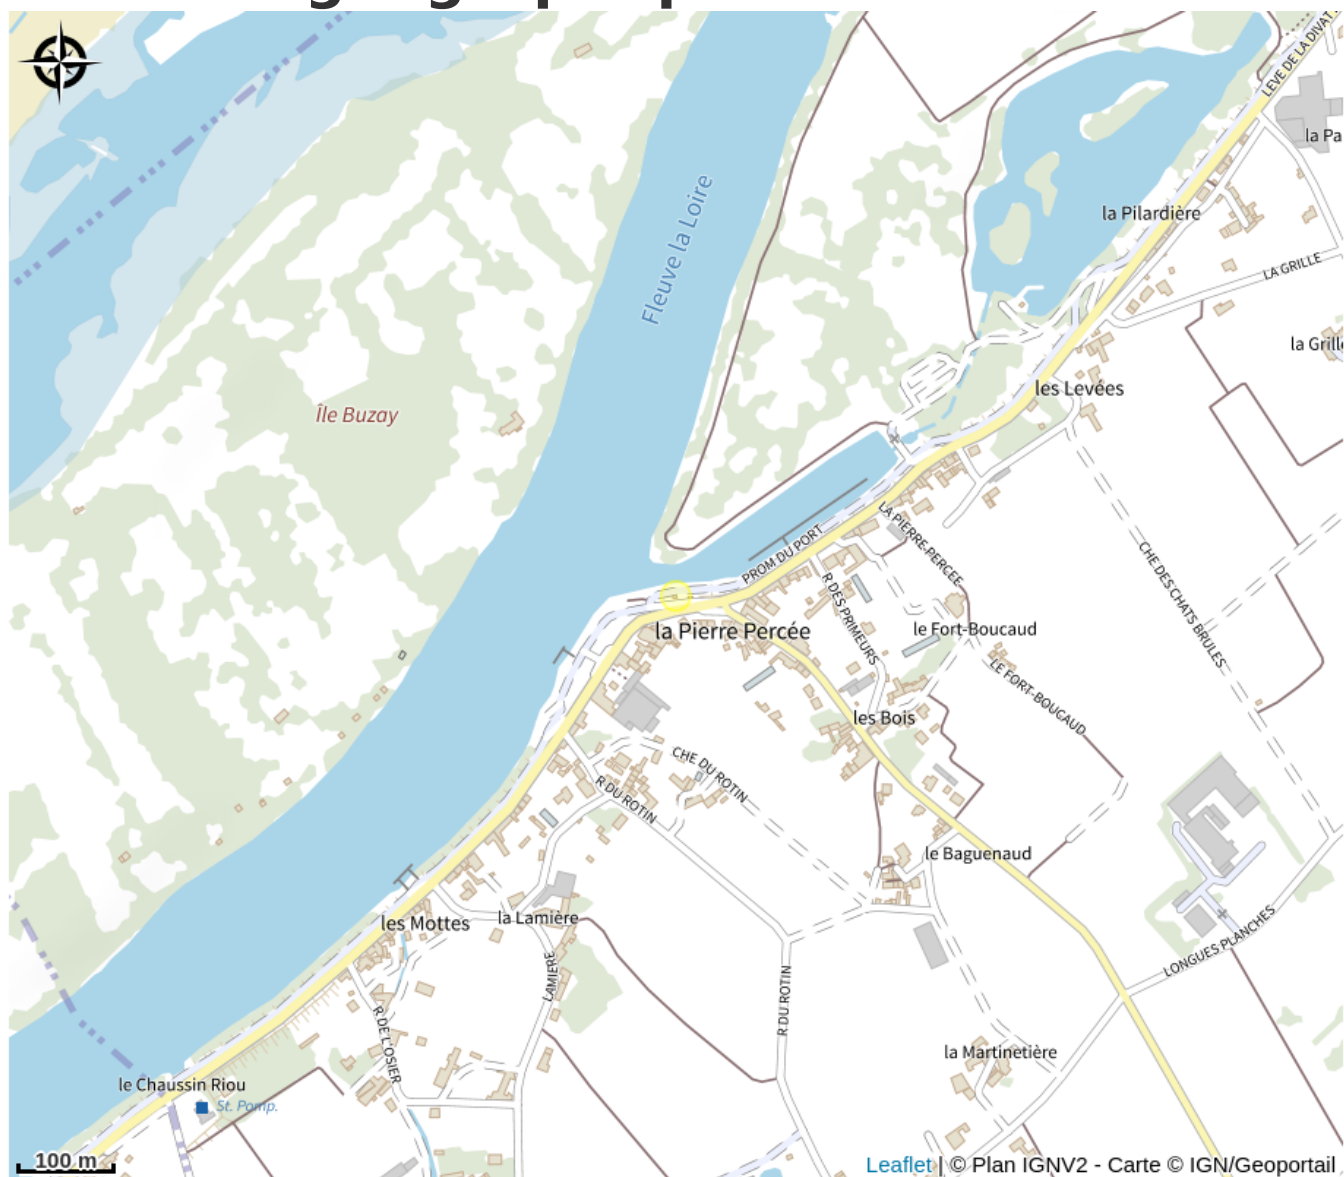 LEVE DE LA DIVAT
la Pa
Fleuve la Loire
la Pilardière
LA GRILLE
la Grille
les Levées
Île Buzay
LA PIERRE-PERCEE
PROM DU PORT
CHE DES CHATS BRULES
R DES PRIMEURS
la Pierre Percée
le Fort-Boucaud
LE FORT-BOUCAUD
les Bois
CHE DU ROTIN
R DU ROTIN
le Baguenaud
les Mottes
la Lamière
LAMIERE
LONGUES PLANCHES
R DU ROTIN
R DE L'OSIER
la Martinetière
le Chaussin Riou
St. Pomp.
100 m
Leaflet | © Plan IGNV2 - Carte © IGN/Geoportail